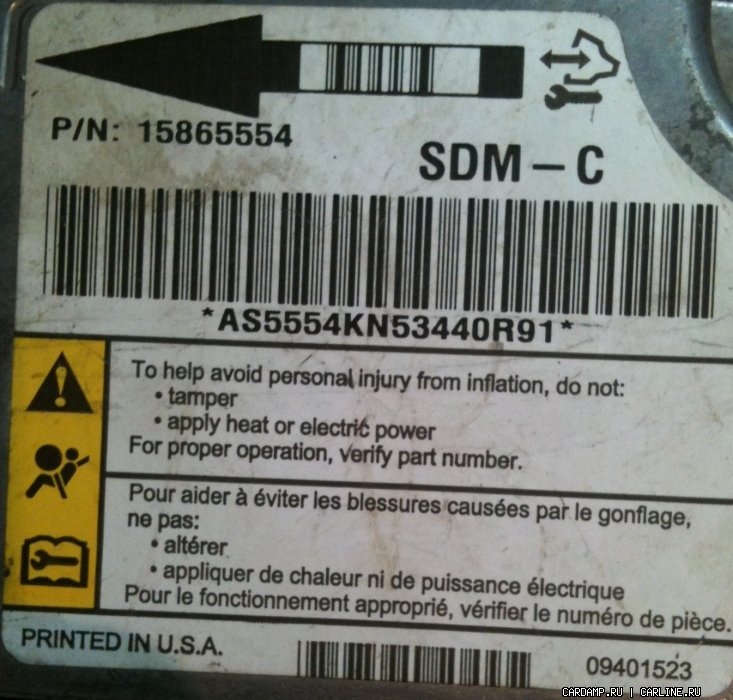 P/N: 15865554
SDM – C
*AS5554KN53440R91*
To help avoid personal injury from inflation, do not:
• tamper
• apply heat or electric power
For proper operation, verify part number.
Pour aider à éviter les blessures causées par le gonflage,
ne pas:
• altérer
• appliquer de chaleur ni de puissance électrique
Pour le fonctionnement approprié, vérifier le numéro de pièce.
PRINTED IN U.S.A.
09401523
CARDAMP.RU | CARLINE.RU